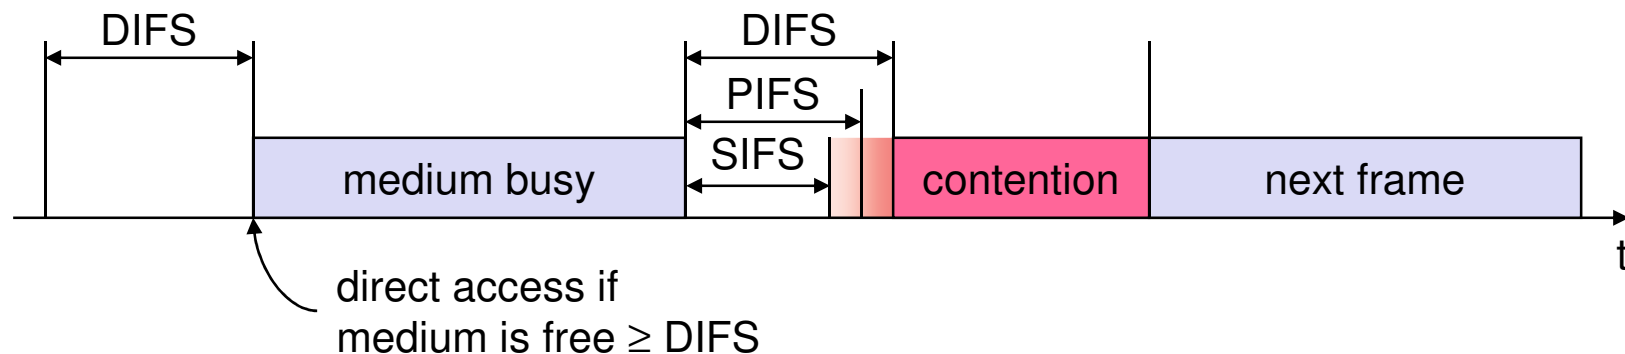 DIFS
DIFS
PIFS
SIFS
medium busy
contention
next frame
t
direct access if
medium is free ≥ DIFS